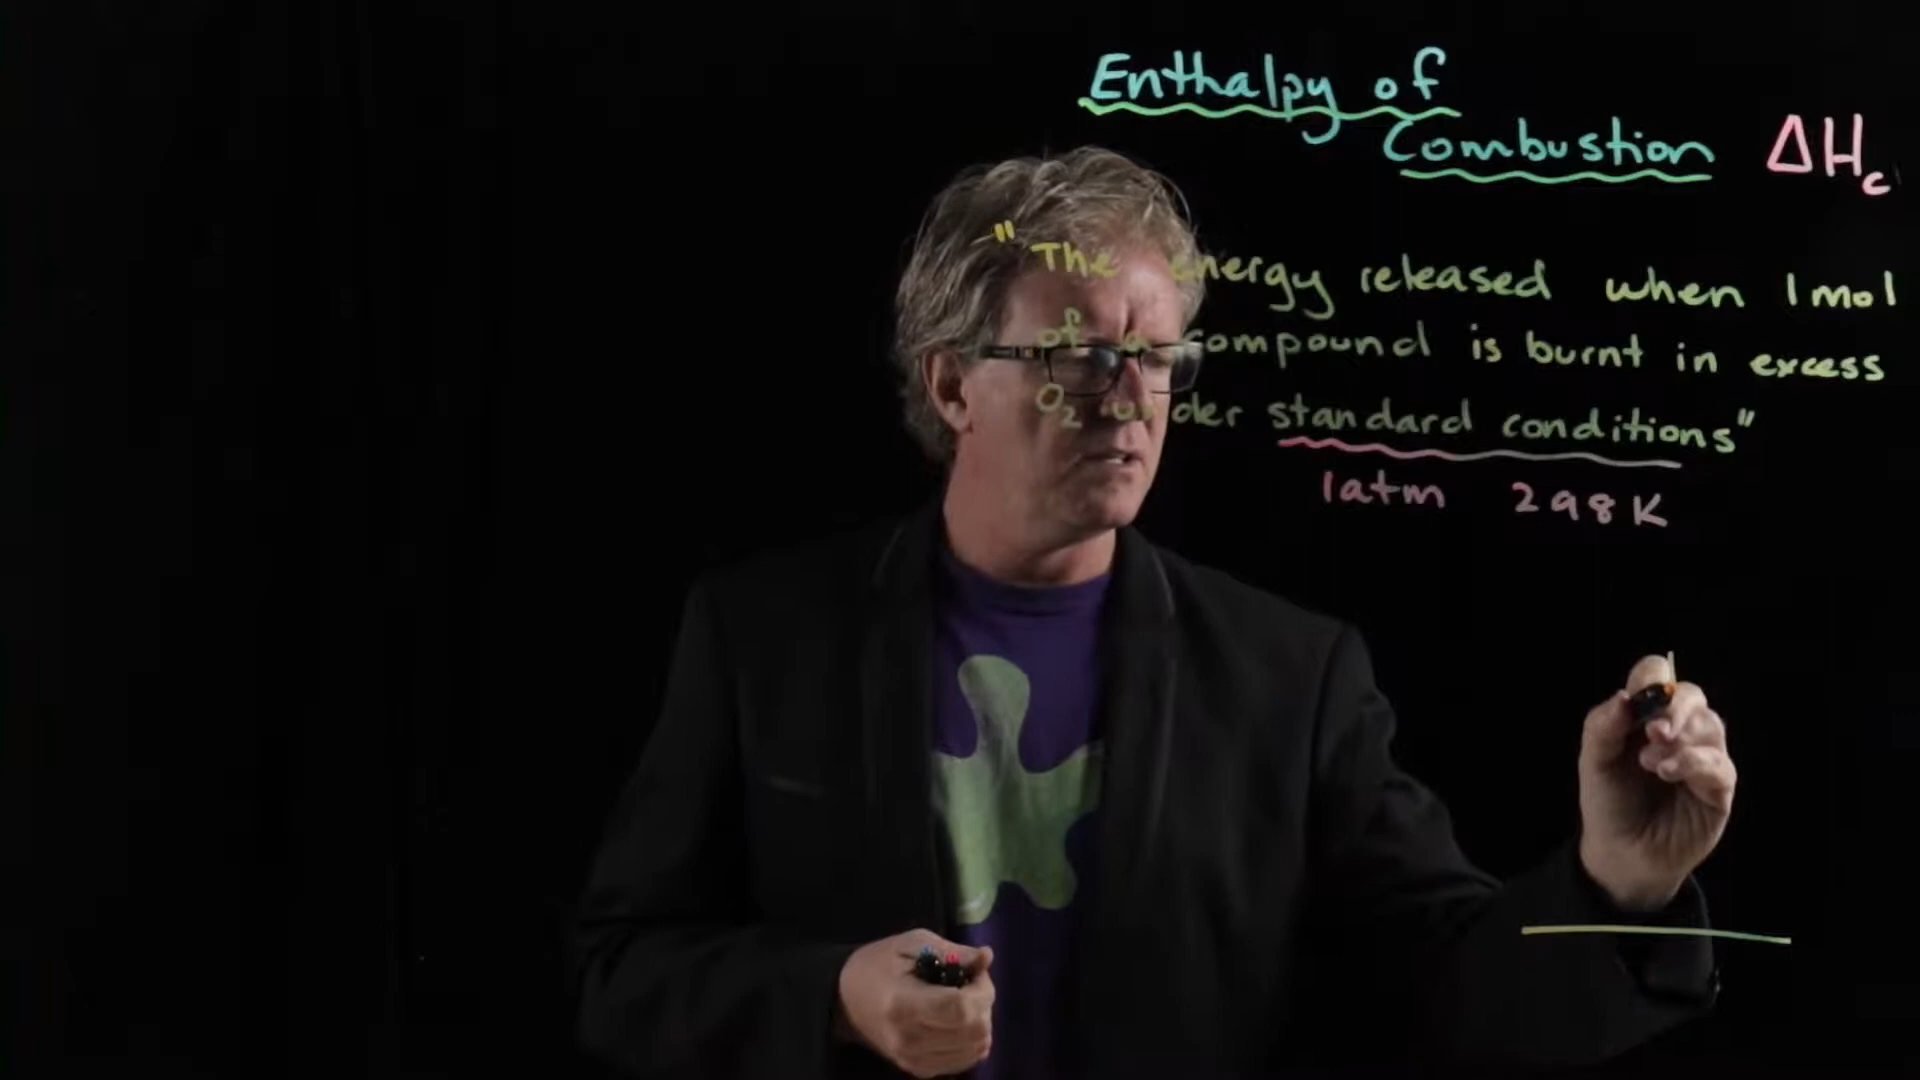 Enthalpy of
Combustion ΔHc
"The energy released when 1mol
of a compound is burnt in excess
O₂ under standard conditions"
1atm 298K